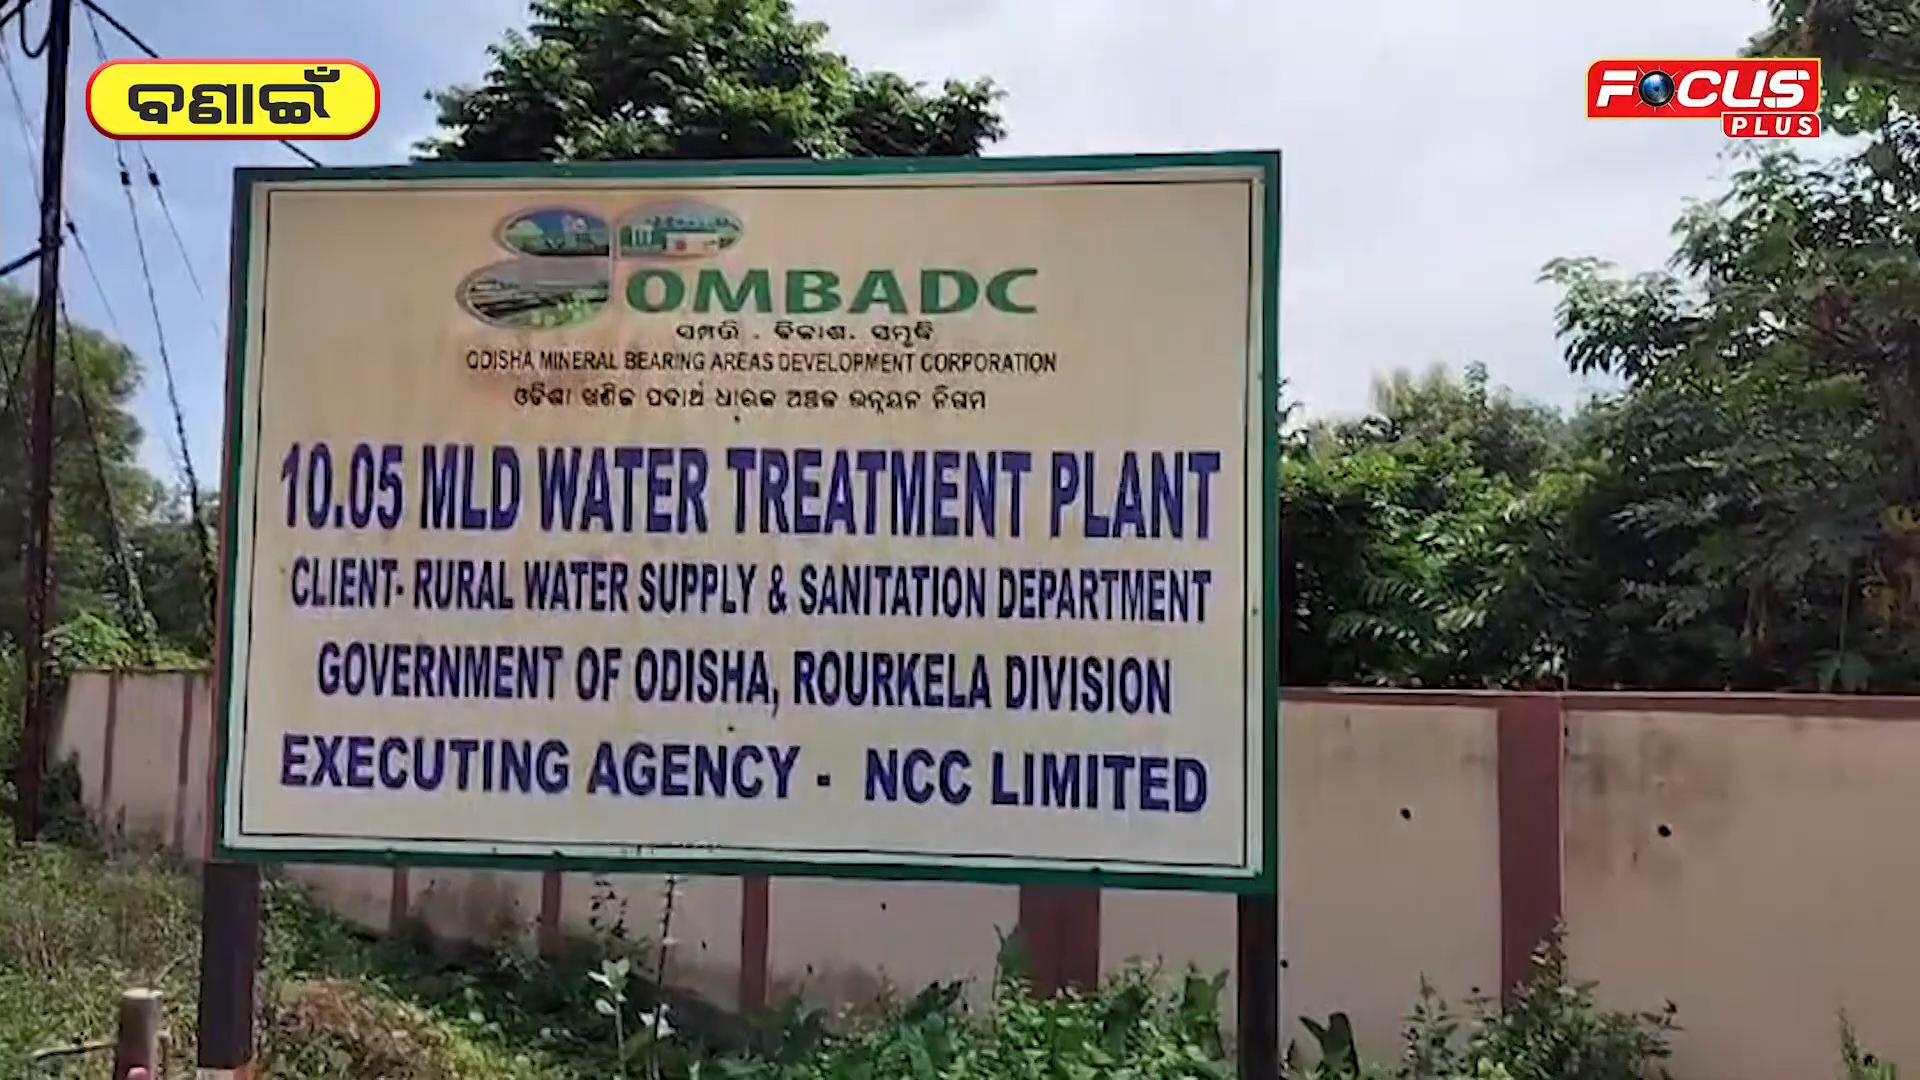 ବଣାଇଁ
FOCUS
PLUS
OMBADC
ସମ୍ପତ୍ତି . ବିକାଶ. ସମୃଦ୍ଧି
ODISHA MINERAL BEARING AREAS DEVELOPMENT CORPORATION
ଓଡିଶା ଖଣିଜ ପଦାର୍ଥ ଧାରକ ଅଞ୍ଚଳ ଉନ୍ନୟନ ନିଗମ
10.05 MLD WATER TREATMENT PLANT
CLIENT- RURAL WATER SUPPLY & SANITATION DEPARTMENT
GOVERNMENT OF ODISHA, ROURKELA DIVISION
EXECUTING AGENCY - NCC LIMITED